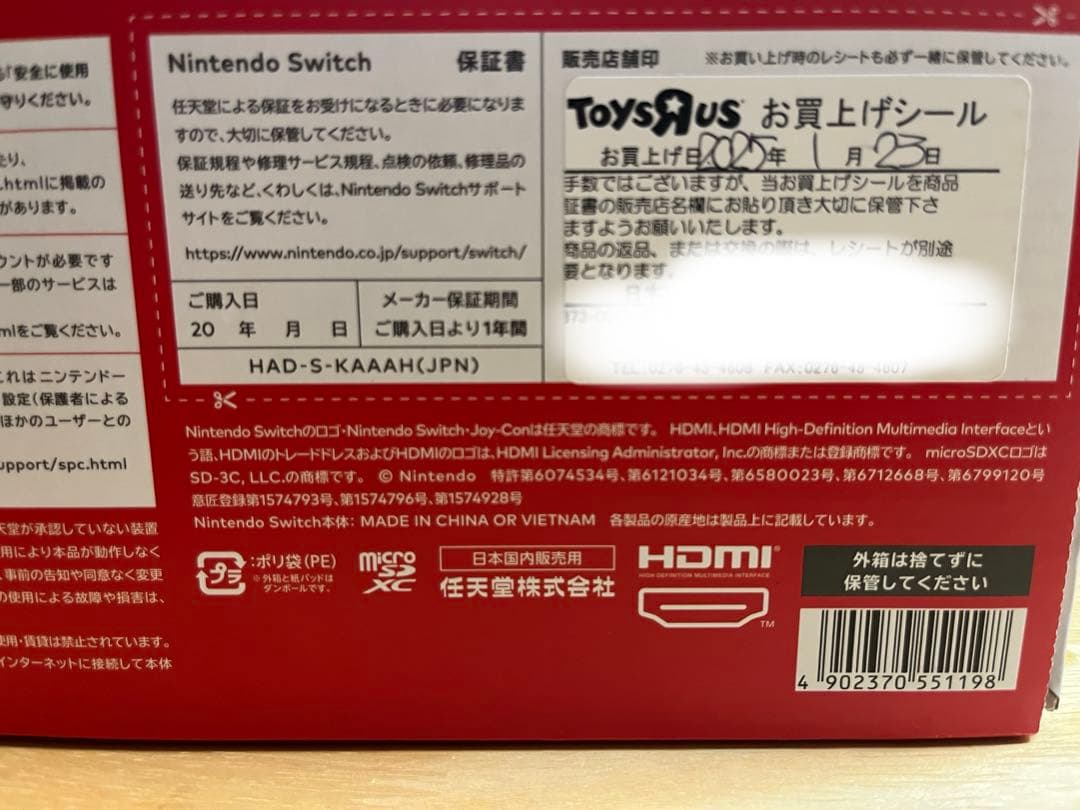 「安全に使用
守りください。
たり、
.htmlに掲載の
があります。
ウントが必要です
一部のサービスは
mlをご覧ください。
これは ニンテンドー
設定(保護者による
ほかのユーザーとの
upport/spc.html
天堂が承認していない装置
用により本品が動作しなく
、事前の告知や同意なく変更
の使用による故障や損害は、
使用・賃貸は禁止されています。
インターネットに接続して本体
Nintendo Switch 保証書
任天堂による保証をお受けになるときに必要になりま
すので、大切に保管してください。
保証規程や修理サービス規程、点検の依頼、修理品の
送り先など、くわしくは、Nintendo Switchサポート
サイトをご覧ください。
https://www.nintendo.co.jp/support/switch/
ご購入日
20 年 月 日
メーカー保証期間
ご購入日より1年間
HAD-S-KAAAH(JPN)
販売店舗印 ※お買い上げ時のレシートも必ず一緒に保管してください。
TOYSЯUS お買上げシール
お買上げ日2025年 1月 23日
手数ではございますが、当お買上げシールを商品
証書の販売店名欄にお貼り頂き大切に保管下さ
ますようお願いいたします。
商品の返品、または交換の際は、レシートが別途
要となります。
TEL:0276-45-4608 FAX:0276-45-4607
Nintendo Switchのロゴ・Nintendo Switch・Joy-Conは任天堂の商標です。 HDMI、HDMI High-Definition Multimedia Interfaceとい
う語、HDMIのトレードドレスおよびHDMIのロゴは、HDMI Licensing Administrator, Inc.の商標または登録商標です。 microSDXCロゴは
SD-3C, LLC.の商標です。 © Nintendo 特許第6074534号、第6121034号、第6580023号、第6712668号、第6799120号
意匠登録第1574793号、第1574796号、第1574928号
Nintendo Switch本体: MADE IN CHINA OR VIETNAM 各製品の原産地は製品上に記載しています。
プラ
:ポリ袋(PE)
※外箱と紙パッドは
ダンボールです。
micro
SD
XC
日本国内販売用
任天堂株式会社
HDMI®
HIGH-DEFINITION MULTIMEDIA INTERFACE
TM
外箱は捨てずに
保管してください
4 902370 551198